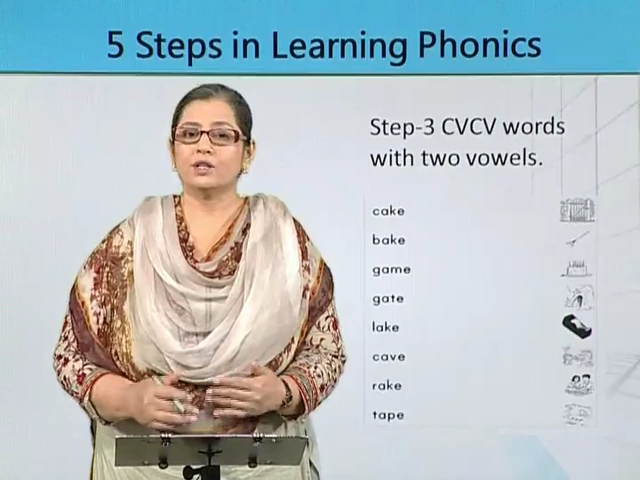 5 Steps in Learning Phonics
Step-3 CVCV words
with two vowels.
cake
bake
game
gate
lake
cave
rake
tape